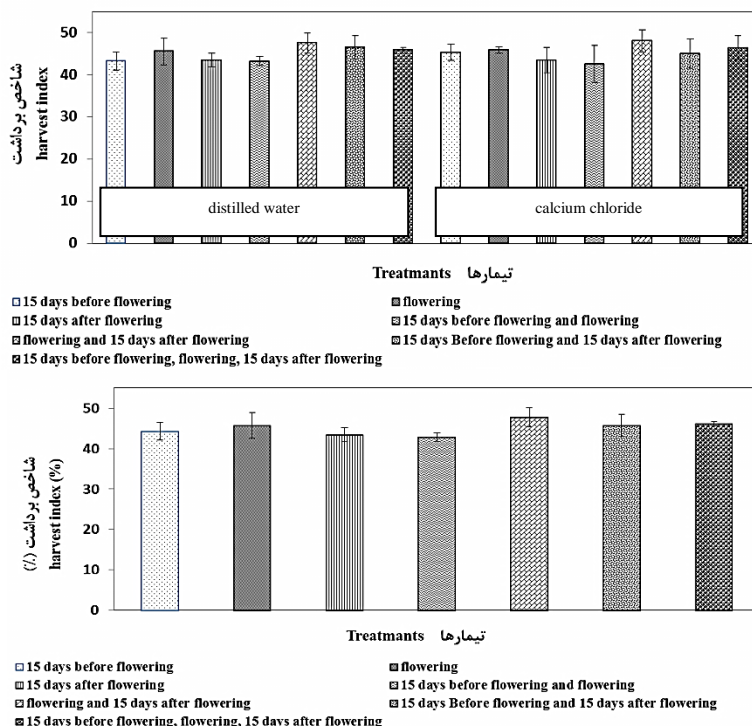 50
40
30
20
10
0
شاخص برداشت
harvest index
distilled water
calcium chloride
Treatmants تیمارها
15 days before flowering
flowering
15 days after flowering
15 days before flowering and flowering
flowering and 15 days after flowering
15 days Before flowering and 15 days after flowering
15 days before flowering, flowering, 15 days after flowering
50
40
30
20
10
0
شاخص برداشت (٪)
harvest index (%)
Treatmants تیمارها
15 days before flowering
flowering
15 days after flowering
15 days before flowering and flowering
flowering and 15 days after flowering
15 days Before flowering and 15 days after flowering
15 days before flowering, flowering, 15 days after flowering